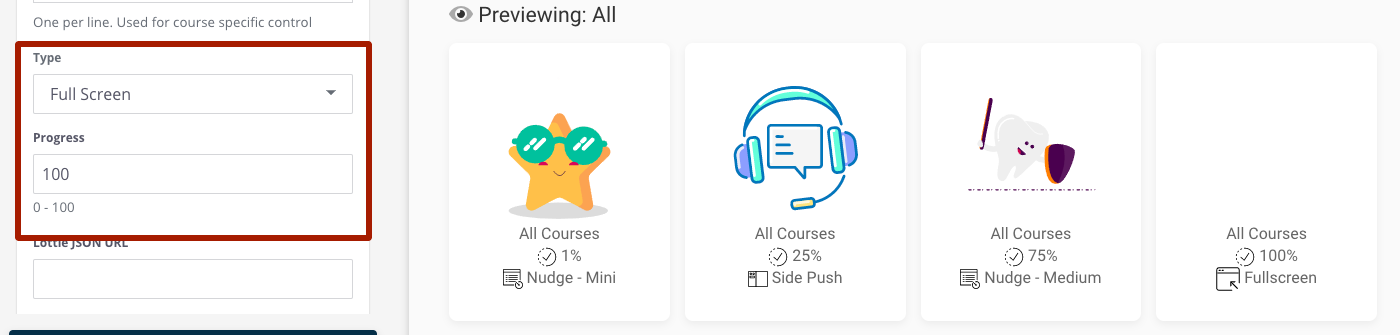 One per line. Used for course specific control
Type
Full Screen
Progress
100
0 - 100
Lottie JSON URL
Previewing: All
All Courses
1%
Nudge - Mini
All Courses
25%
Side Push
All Courses
75%
Nudge - Medium
All Courses
100%
Fullscreen